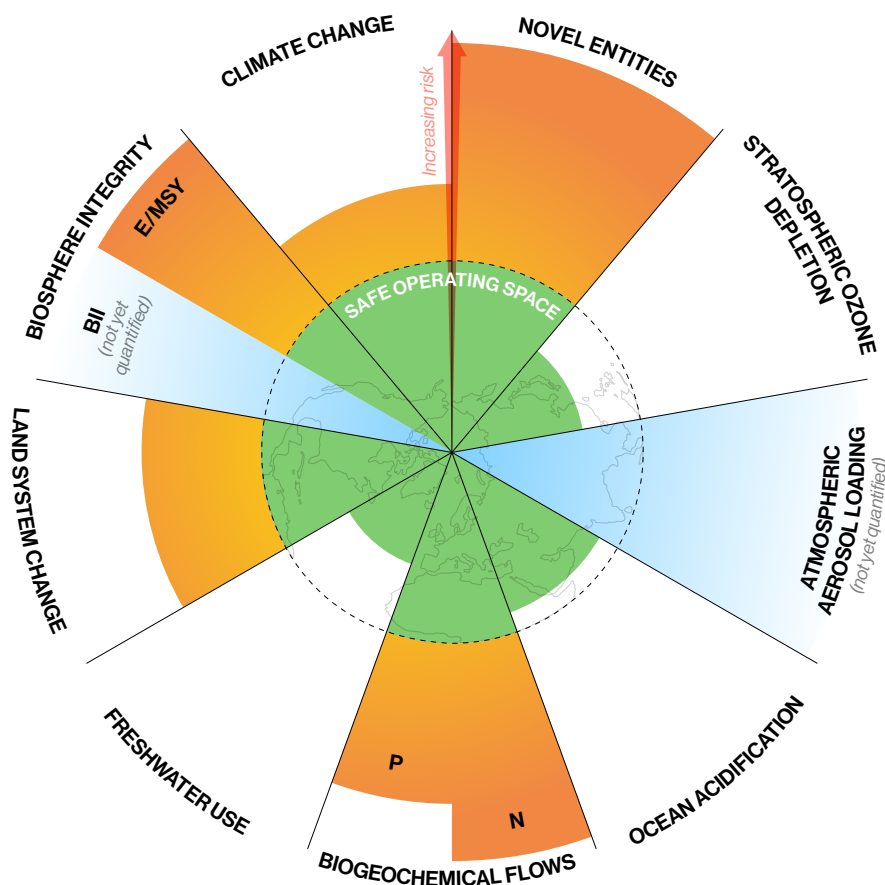 CLIMATE CHANGE
NOVEL ENTITIES
Increasing risk
STRATOSPHERIC OZONE
DEPLETION
BIOSPHERE INTEGRITY
E/MSY
BII
(not yet
quantified)
SAFE OPERATING SPACE
LAND SYSTEM CHANGE
ATMOSPHERIC
AEROSOL LOADING
(not yet quantified)
FRESHWATER USE
P
N
BIOGEOCHEMICAL FLOWS
OCEAN ACIDIFICATION